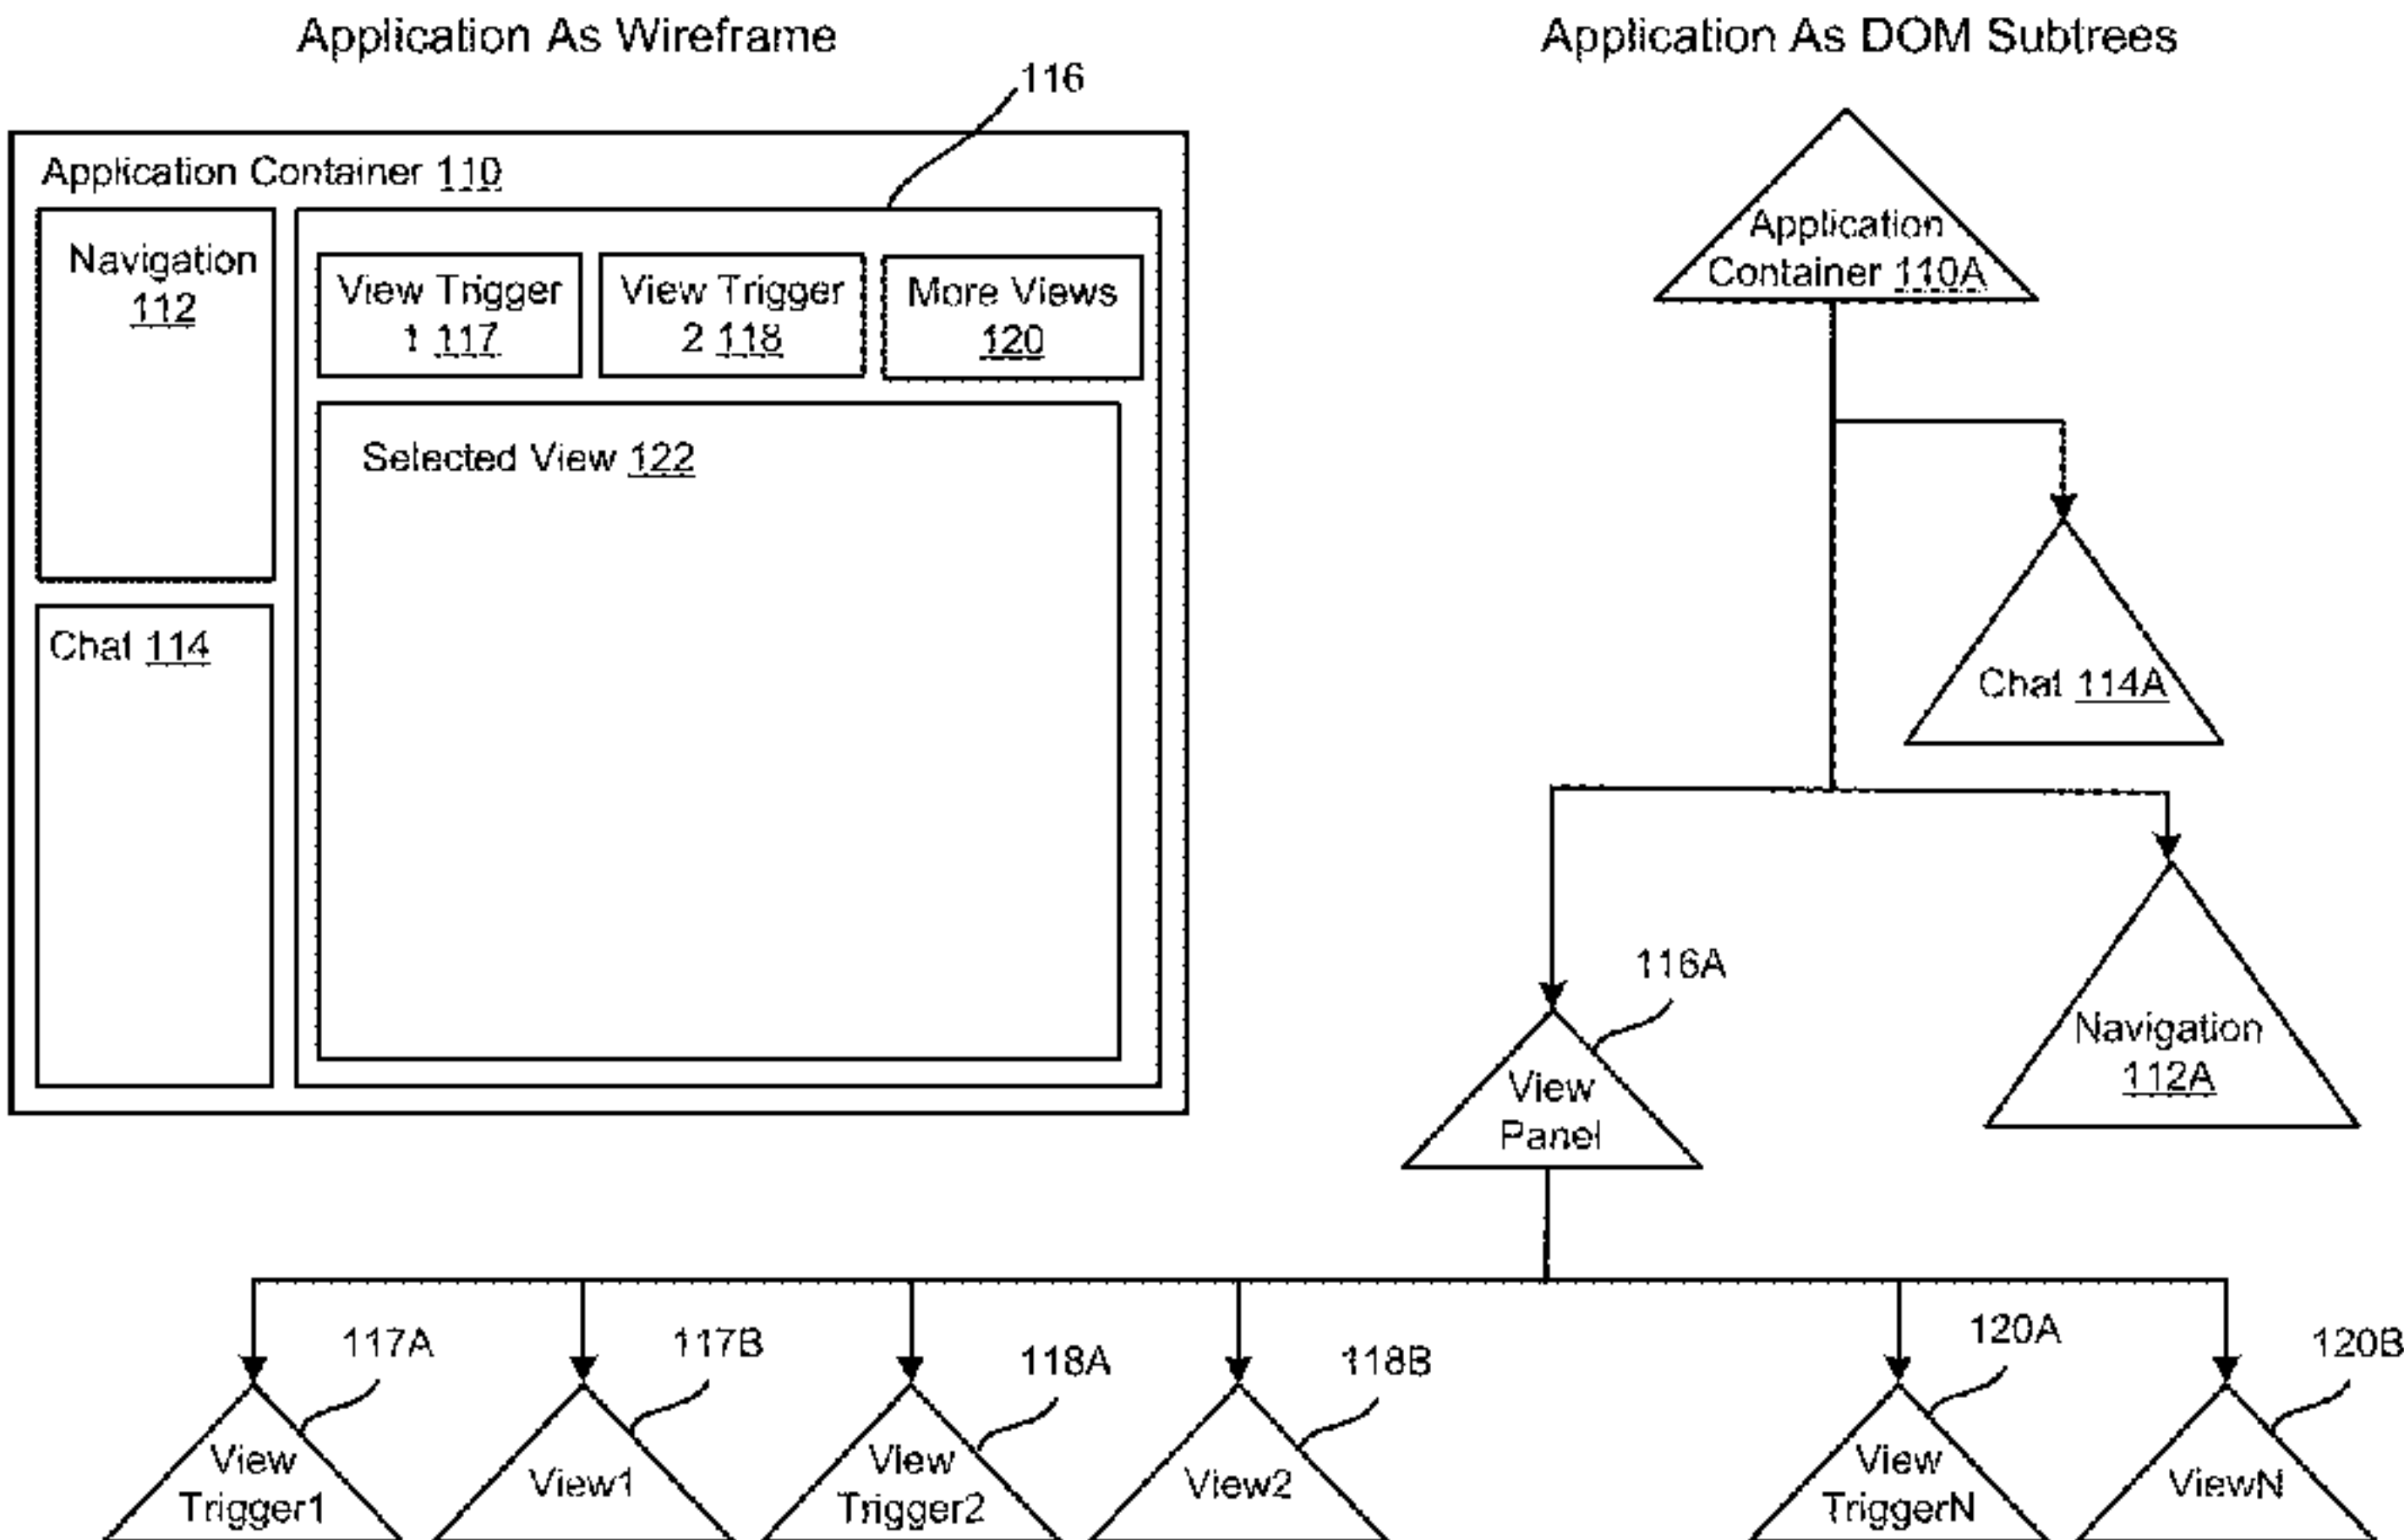 Application As Wireframe
116
Application Container 110
Navigation
112
View Trigger
1 117
View Trigger
2 118
More Views
120
Selected View 122
Chat 114
Application As DOM Subtrees
Application
Container 110A
Chat 114A
116A
View
Panel
Navigation
112A
117A
View
Trigger1
117B
View1
118A
View
Trigger2
118B
View2
120A
View
TriggerN
120B
ViewN